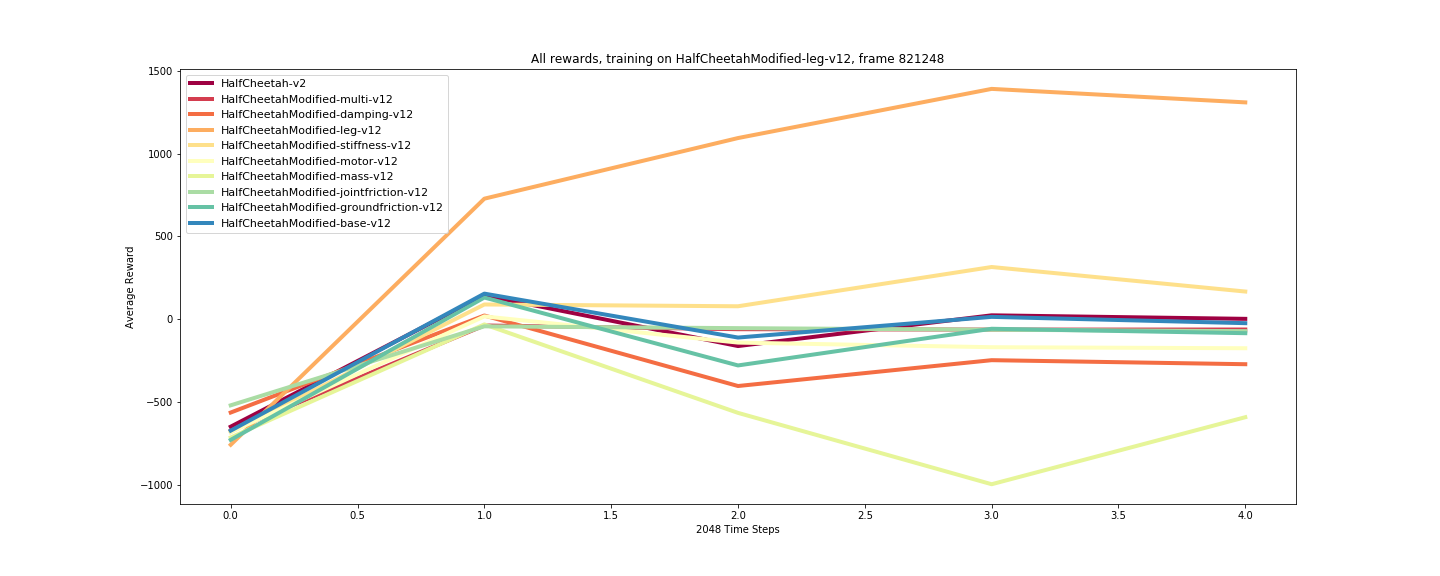 All rewards, training on HalfCheetahModified-leg-v12, frame 821248
1500
1000
500
0
−500
−1000
Average Reward
HalfCheetah-v2
HalfCheetahModified-multi-v12
HalfCheetahModified-damping-v12
HalfCheetahModified-leg-v12
HalfCheetahModified-stiffness-v12
HalfCheetahModified-motor-v12
HalfCheetahModified-mass-v12
HalfCheetahModified-jointfriction-v12
HalfCheetahModified-groundfriction-v12
HalfCheetahModified-base-v12
0.0 0.5 1.0 1.5 2.0 2.5 3.0 3.5 4.0
2048 Time Steps